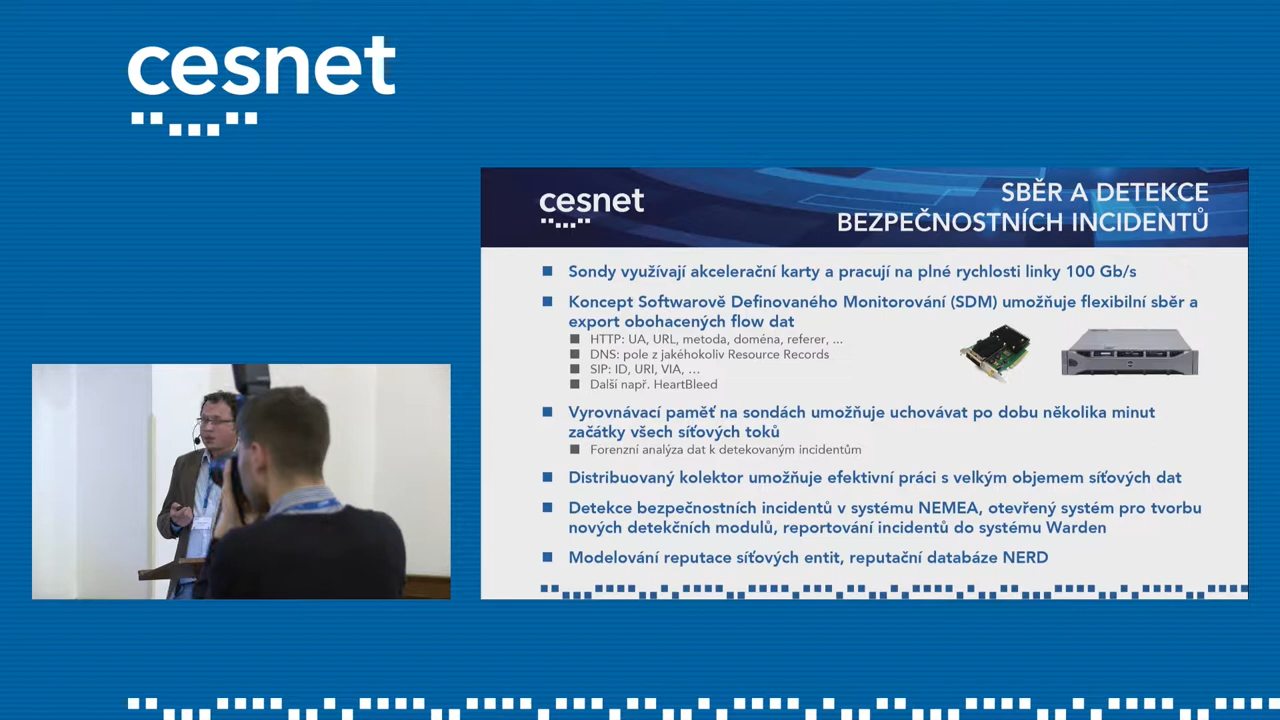 cesnet
cesnet
SBĚR A DETEKCE
BEZPEČNOSTNÍCH INCIDENTŮ
Sondy využívají akcelerační karty a pracují na plné rychlosti linky 100 Gb/s
Koncept Softwarově Definovaného Monitorování (SDM) umožňuje flexibilní sběr a
export obohacených flow dat
HTTP: UA, URL, metoda, doména, referer, ...
DNS: pole z jakéhokoliv Resource Records
SIP: ID, URI, VIA, ...
Další např. HeartBleed
Vyrovnávací paměť na sondách umožňuje uchovávat po dobu několika minut
začátky všech síťových toků
Forenzní analýza dat k detekovaným incidentům
Distribuovaný kolektor umožňuje efektivní práci s velkým objemem síťových dat
Detekce bezpečnostních incidentů v systému NEMEA, otevřený systém pro tvorbu
nových detekčních modulů, reportování incidentů do systému Warden
Modelování reputace síťových entit, reputační databáze NERD